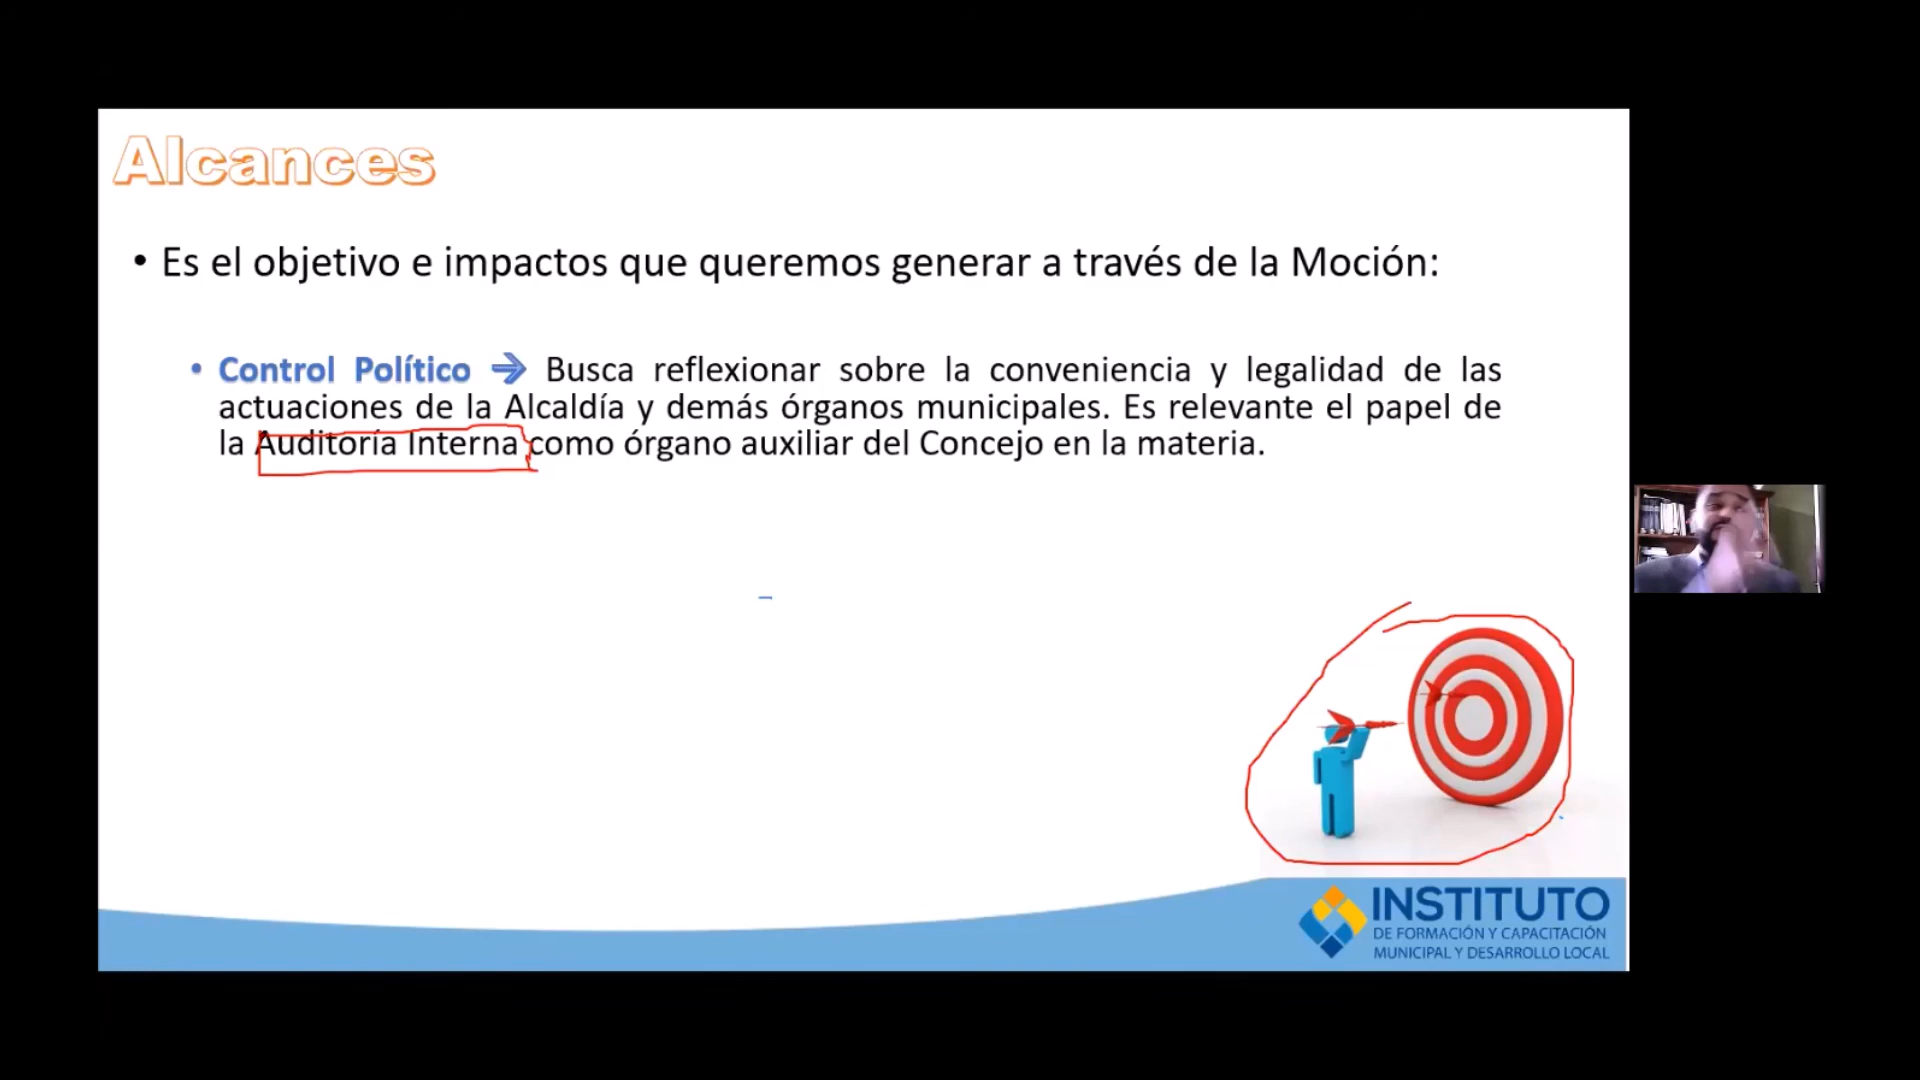 Alcances
• Es el objetivo e impactos que queremos generar a través de la Moción:
• Control Político → Busca reflexionar sobre la conveniencia y legalidad de las
actuaciones de la Alcaldía y demás órganos municipales. Es relevante el papel de
la Auditoría Interna como órgano auxiliar del Concejo en la materia.
INSTITUTO
DE FORMACIÓN Y CAPACITACIÓN
MUNICIPAL Y DESARROLLO LOCAL